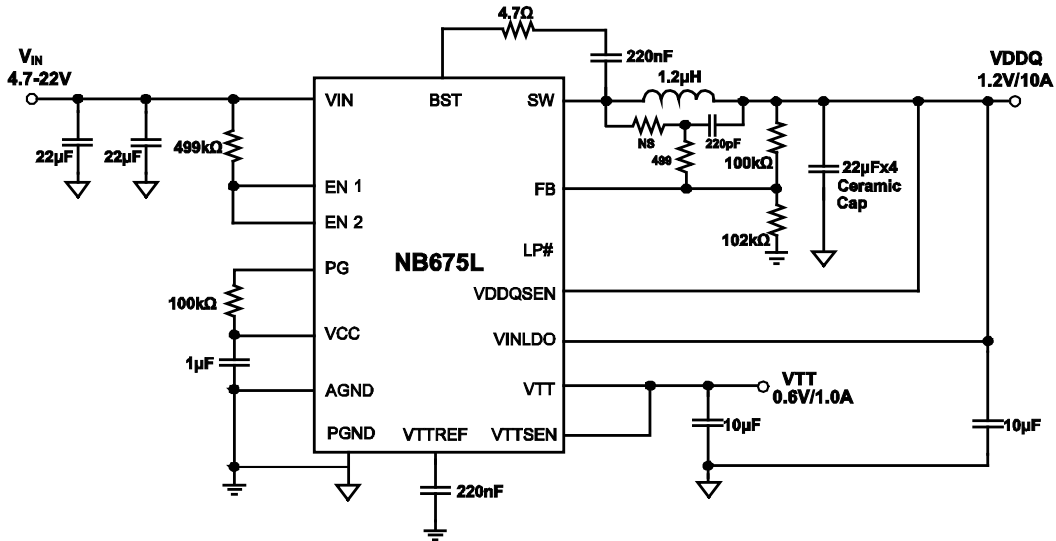 4.7Ω
V_IN
4.7-22V
220nF
VDDQ
1.2V/10A
1.2µH
VIN
BST
SW
22µF
22µF
499kΩ
NS
220pF
499
100kΩ
22µFx4
Ceramic
Cap
EN 1
FB
EN 2
102kΩ
LP#
NB675L
PG
VDDQSEN
100kΩ
VCC
VINLDO
1µF
AGND
VTT
VTT
0.6V/1.0A
PGND
VTTREF
VTTSEN
10µF
10µF
220nF